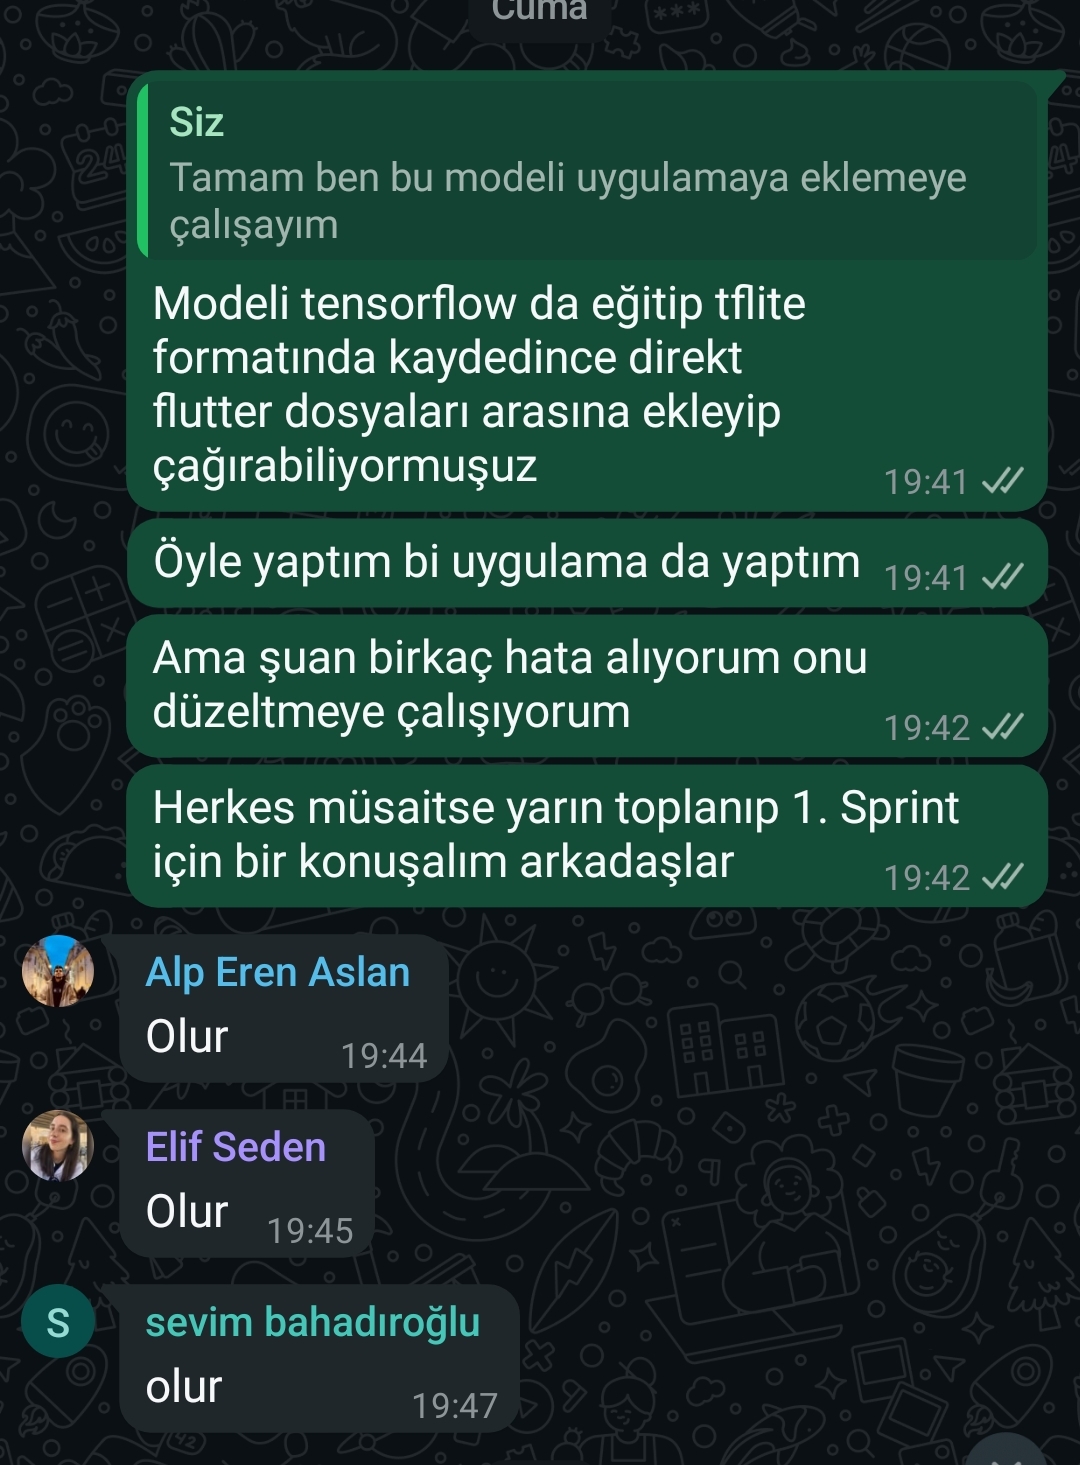 Cuma
Siz
Tamam ben bu modeli uygulamaya eklemeye
çalışayım
Modeli tensorflow da eğitip tflite
formatında kaydedince direkt
flutter dosyaları arasına ekleyip
çağırabiliyormuşuz
19:41
Öyle yaptım bi uygulama da yaptım 19:41
Ama şuan birkaç hata alıyorum onu
düzeltmeye çalışıyorum
19:42
Herkes müsaitse yarın toplanıp 1. Sprint
için bir konuşalım arkadaşlar
19:42
Alp Eren Aslan
Olur 19:44
Elif Seden
Olur 19:45
S
sevim bahadıroğlu
olur 19:47